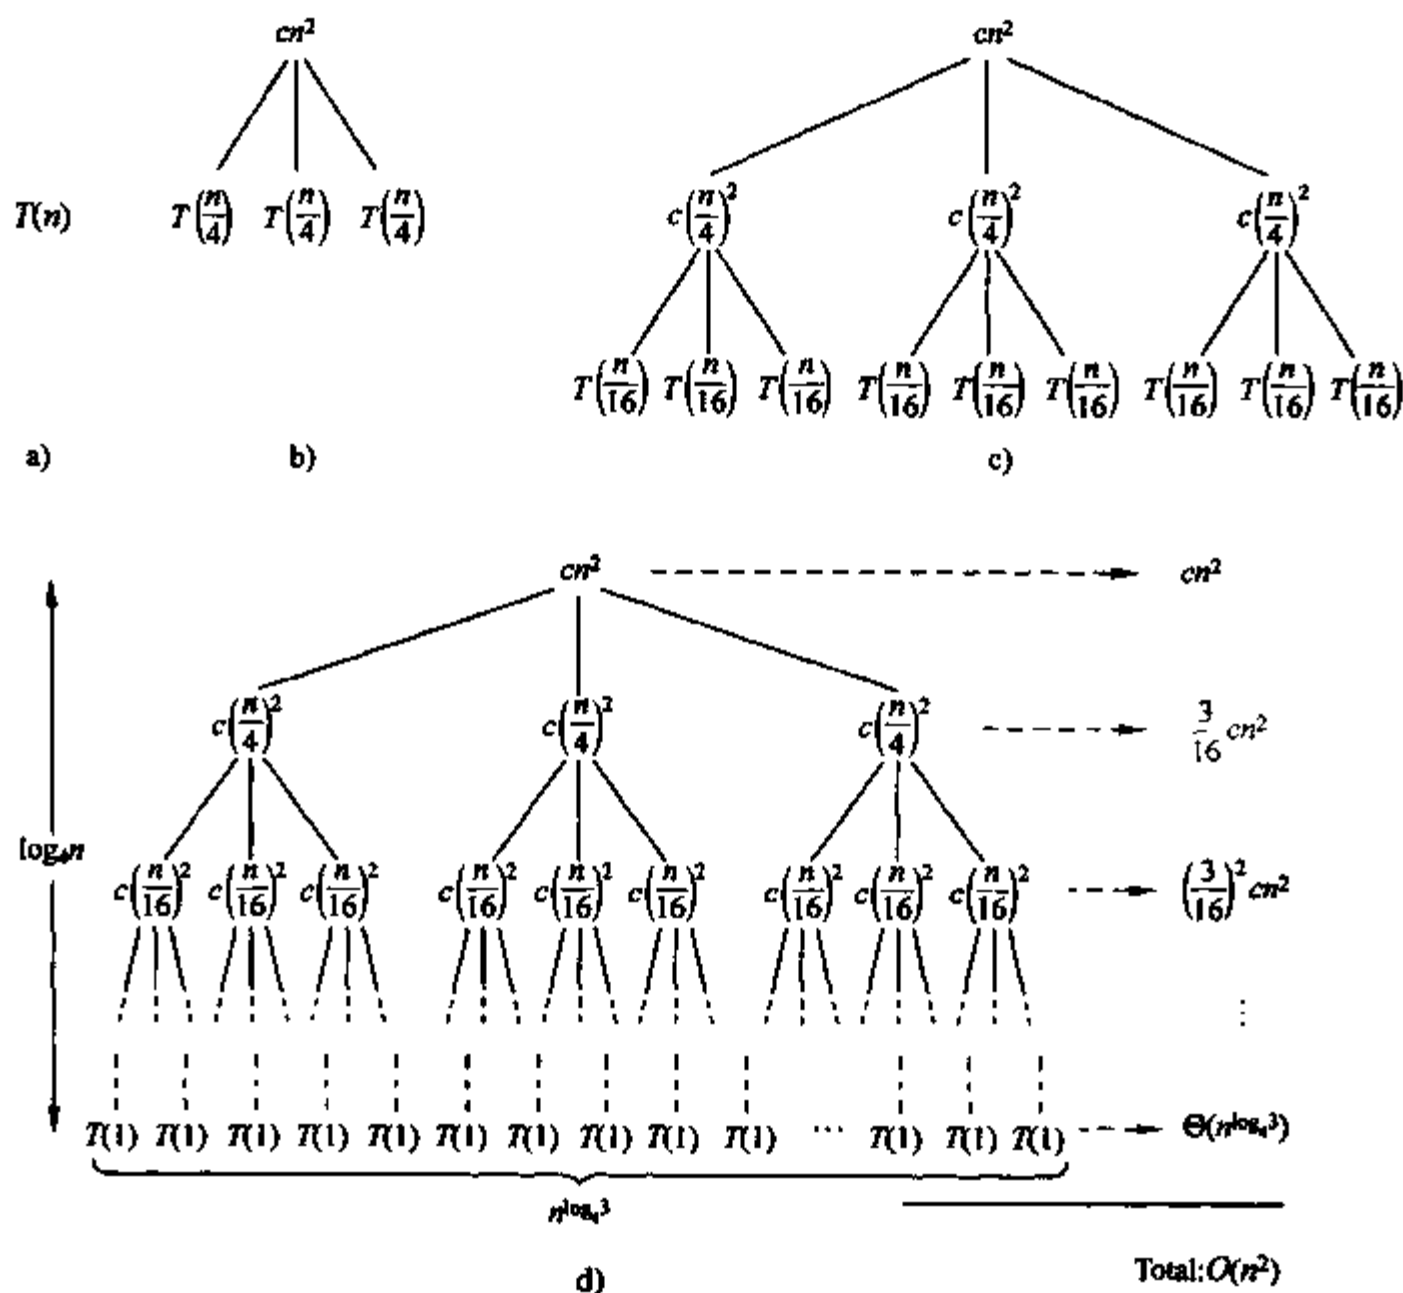 cn²
cn²
T(n)
T(n/4) T(n/4) T(n/4)
c(n/4)² c(n/4)² c(n/4)²
T(n/16) T(n/16) T(n/16) T(n/16) T(n/16) T(n/16) T(n/16) T(n/16) T(n/16)
a) b) c)
cn² cn²
c(n/4)² c(n/4)² c(n/4)² 3/16 cn²
log₄n
c(n/16)² c(n/16)² c(n/16)² c(n/16)² c(n/16)² c(n/16)² c(n/16)² c(n/16)² c(n/16)² (3/16)² cn²
⋮
T(1) T(1) T(1) T(1) T(1) T(1) T(1) T(1) T(1) T(1) ... T(1) T(1) T(1) Θ(n^log₄3)
n^log₄3
d)
Total:O(n²)